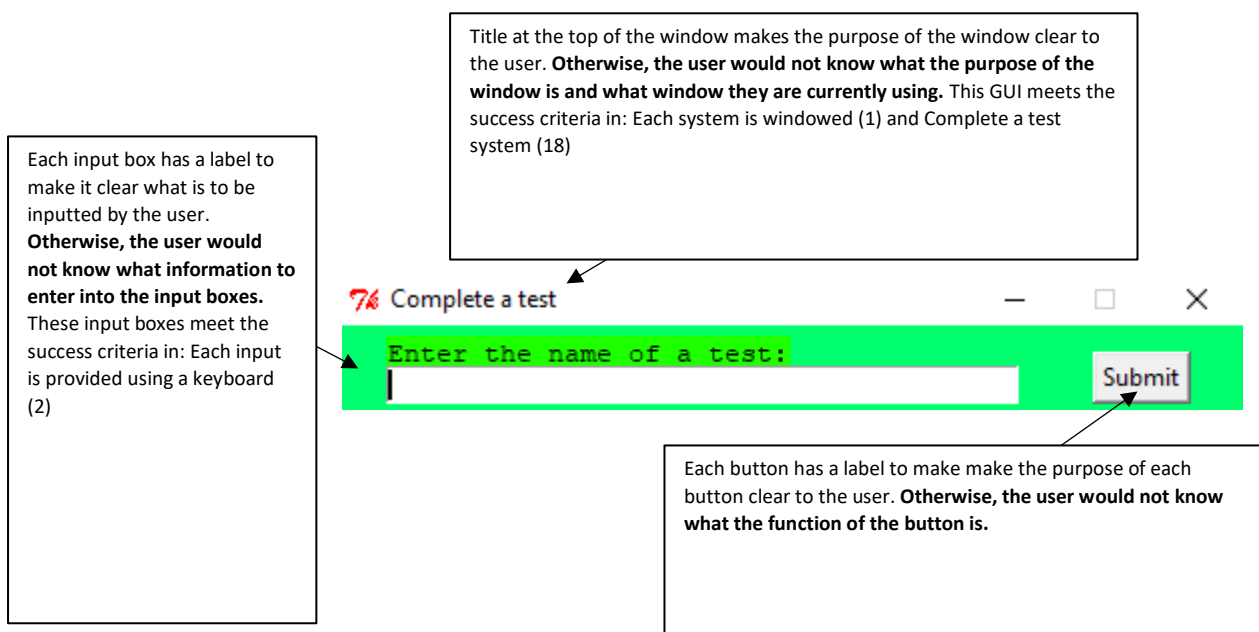 Title at the top of the window makes the purpose of the window clear to
the user. Otherwise, the user would not know what the purpose of the
window is and what window they are currently using. This GUI meets the
success criteria in: Each system is windowed (1) and Complete a test
system (18)
Each input box has a label to
make it clear what is to be
inputted by the user.
Otherwise, the user would
not know what information to
enter into the input boxes.
These input boxes meet the
success criteria in: Each input
is provided using a keyboard
(2)
Complete a test
Enter the name of a test:
Submit
Each button has a label to make make the purpose of each
button clear to the user. Otherwise, the user would not know
what the function of the button is.